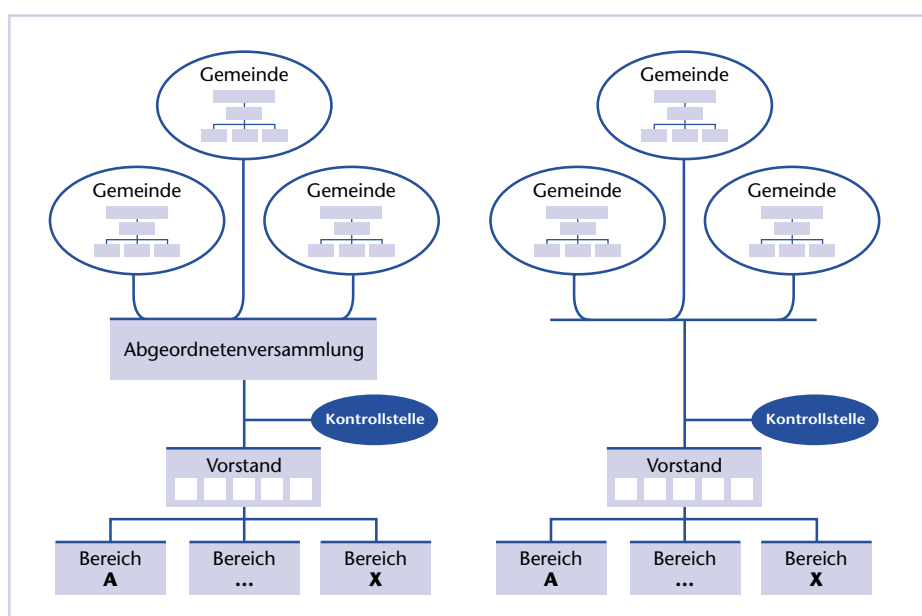 Gemeinde
Gemeinde
Gemeinde
Abgeordnetenversammlung
Kontrollstelle
Vorstand
Bereich
A
Bereich
...
Bereich
X
Gemeinde
Gemeinde
Gemeinde
Kontrollstelle
Vorstand
Bereich
A
Bereich
...
Bereich
X